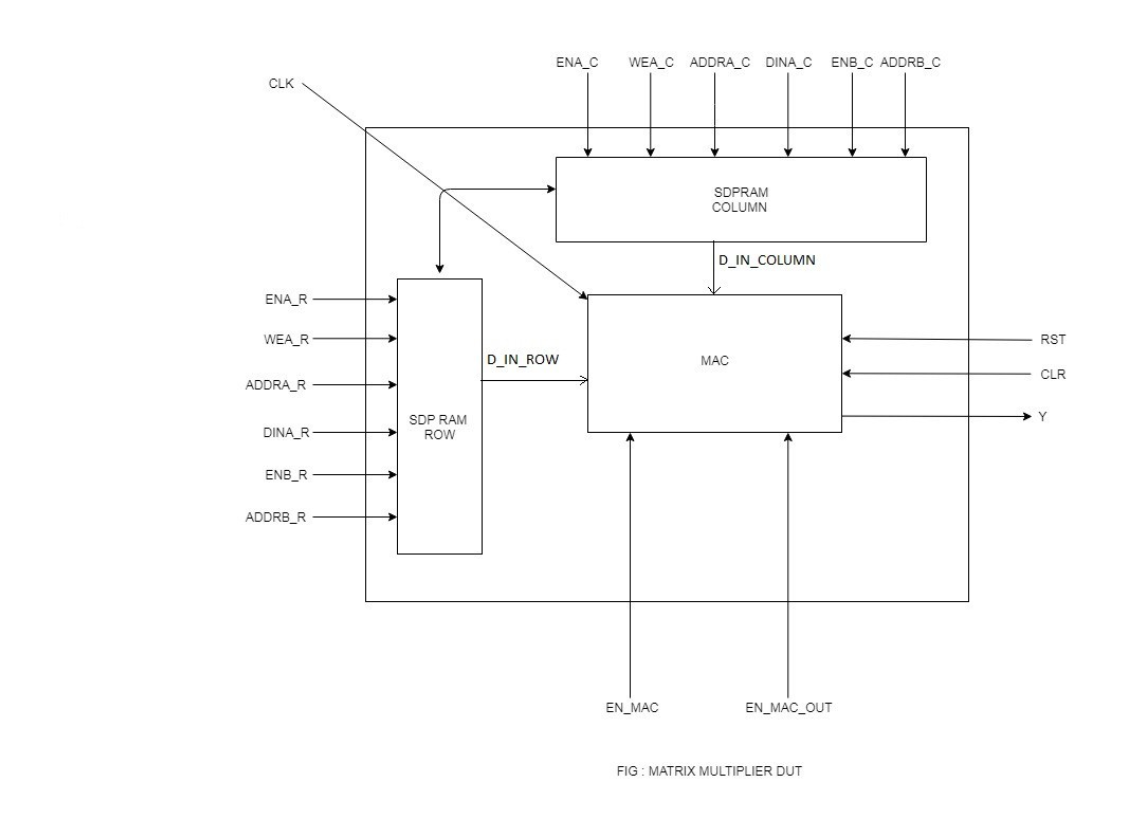 ENA_C WEA_C ADDRA_C DINA_C ENB_C ADDRB_C
CLK
SDPRAM
COLUMN
D_IN_COLUMN
ENA_R
WEA_R
ADDRA_R
DINA_R
ENB_R
ADDRB_R
SDP RAM
ROW
D_IN_ROW
MAC
RST
CLR
Y
EN_MAC
EN_MAC_OUT
FIG : MATRIX MULTIPLIER DUT